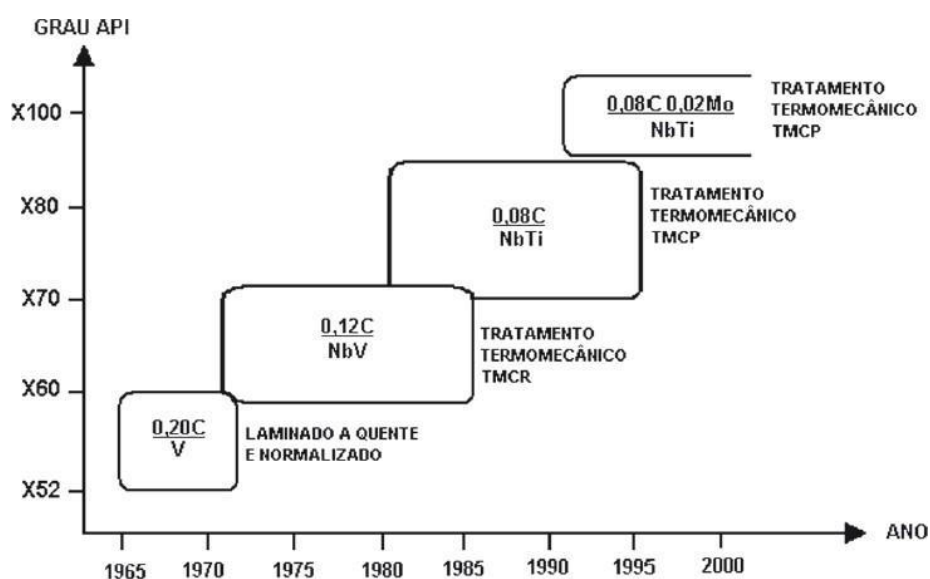 GRAU API
X100
0,08C 0,02Mo
NbTi
TRATAMENTO
TERMOMECÂNICO
TMCP
X80
0,08C
NbTi
TRATAMENTO
TERMOMECÂNICO
TMCP
X70
0,12C
NbV
TRATAMENTO
TERMOMECÂNICO
TMCR
X60
0,20C
V
LAMINADO A QUENTE
E NORMALIZADO
X52
ANO
1965 1970 1975 1980 1985 1990 1995 2000